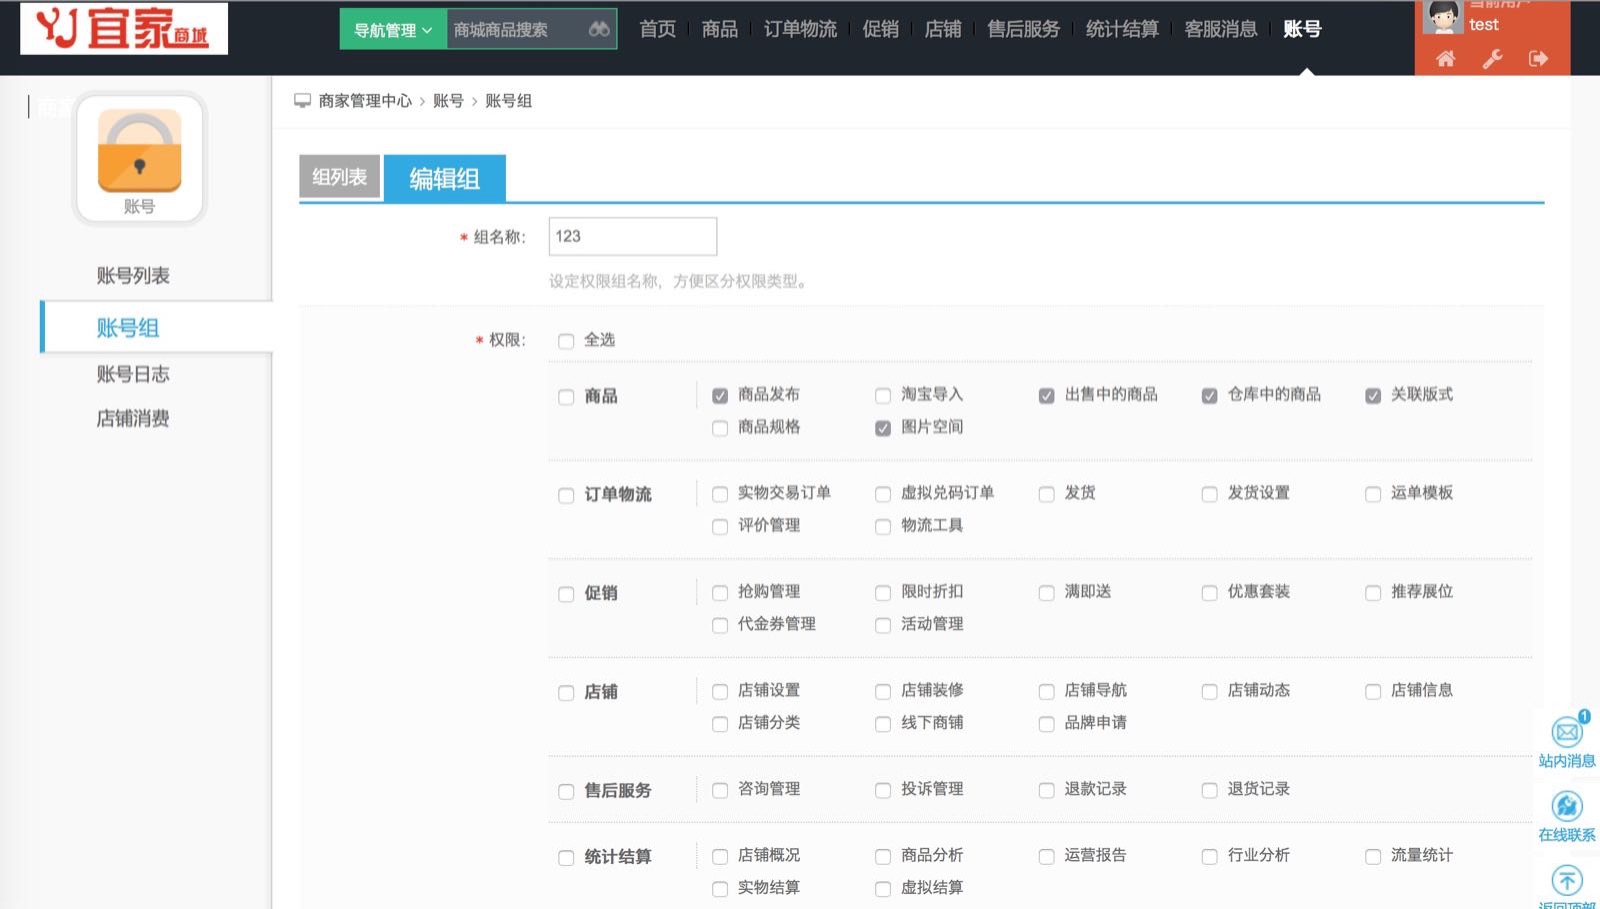 YJ 宜家商城
导航管理 商城商品搜索 首页 商品 订单物流 促销 店铺 售后服务 统计结算 客服消息 账号
当前用户
test
商家
账号
商家管理中心 › 账号 › 账号组
组列表 编辑组
账号列表
账号组
账号日志
店铺消费
* 组名称: 123
设定权限组名称，方便区分权限类型。
* 权限: 全选
商品 商品发布 淘宝导入 出售中的商品 仓库中的商品 关联版式
商品规格 图片空间
订单物流 实物交易订单 虚拟兑码订单 发货 发货设置 运单模板
评价管理 物流工具
促销 抢购管理 限时折扣 满即送 优惠套装 推荐展位
代金券管理 活动管理
店铺 店铺设置 店铺装修 店铺导航 店铺动态 店铺信息
店铺分类 线下商铺 品牌申请
售后服务 咨询管理 投诉管理 退款记录 退货记录
统计结算 店铺概况 商品分析 运营报告 行业分析 流量统计
实物结算 虚拟结算
1
站内消息
在线联系
返回顶部